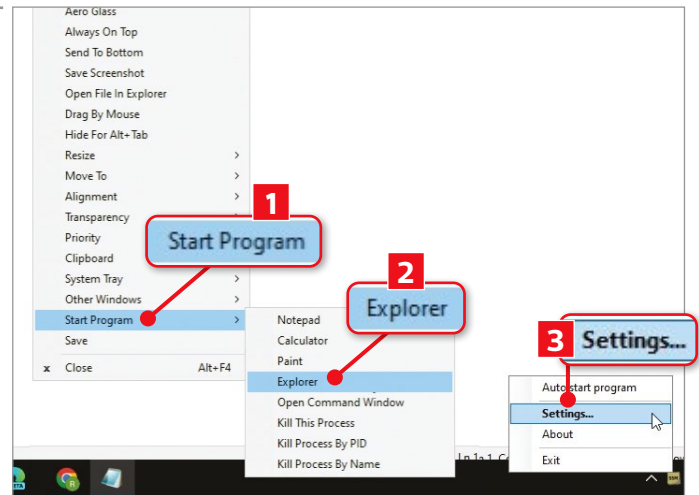 Aero Glass
Always On Top
Send To Bottom
Save Screenshot
Open File In Explorer
Drag By Mouse
Hide For Alt+Tab
Resize >
Move To >
Alignment >
Transparency
Priority
Clipboard
System Tray >
Other Windows >
Start Program >
Save
x Close Alt+F4
1
Start Program
2
Explorer
Notepad
Calculator
Paint
Explorer
Open Command Window
Kill This Process
Kill Process By PID
Kill Process By Name
3
Settings...
Auto start program
Settings...
About
Exit